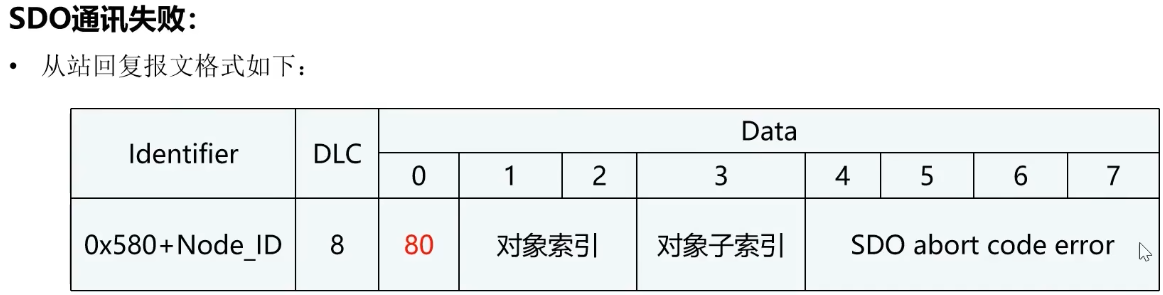 SDO通讯失败：
• 从站回复报文格式如下：
Identifier DLC Data
0 1 2 3 4 5 6 7
0x580+Node_ID 8 80 对象索引 对象子索引 SDO abort code error